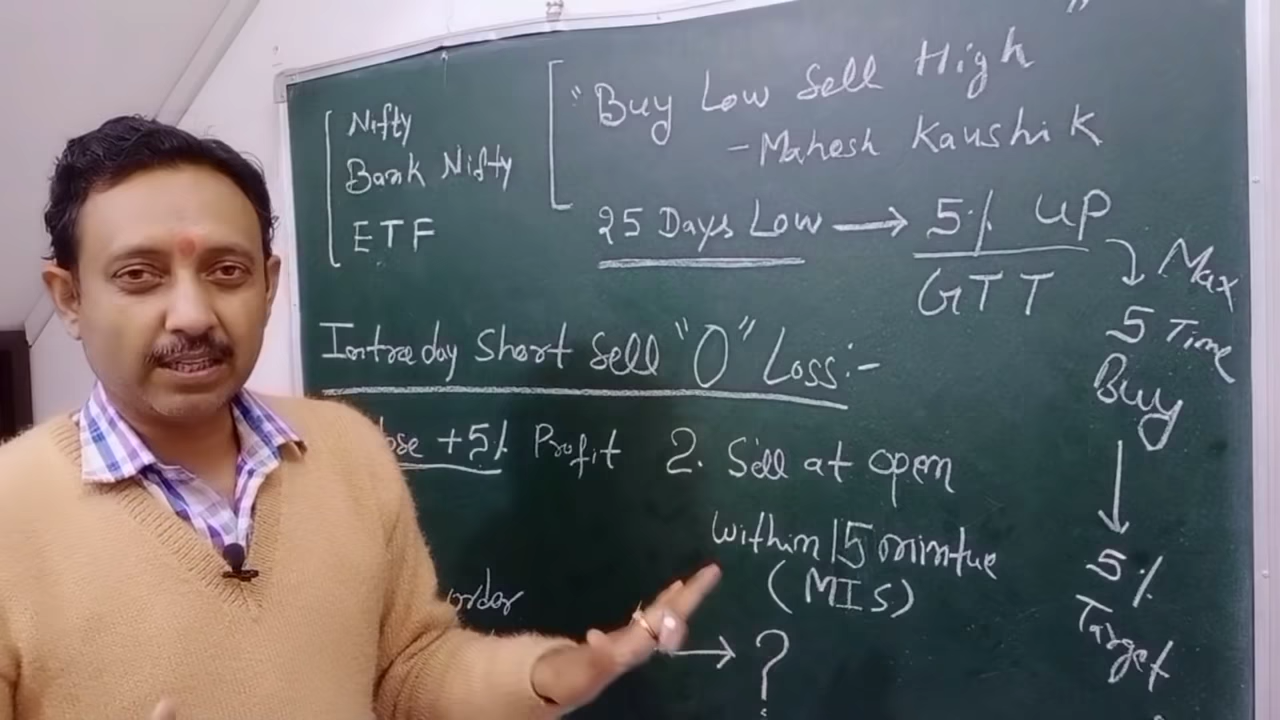 Nifty
Bank Nifty
ETF
"Buy Low Sell High"
- Mahesh Kaushik
25 Days Low → 5% UP
GTT
Max
5 Time
Buy
↓
5%
Target
Intraday Short Sell "0" Loss:-
+5% Profit
2. Sell at open
within 15 mintue
(MIS)
order
→ ?